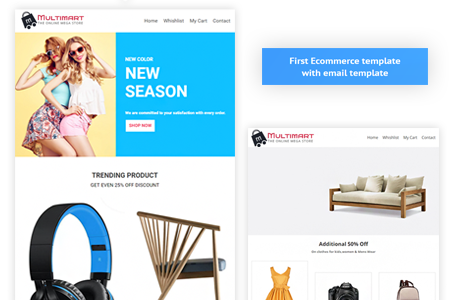 MULTIMART
THE ONLINE MEGA STORE
Home Whishlist My Cart Contact
NEW COLOR
NEW
SEASON
We are committed to your satisfaction with every order.
SHOP NOW
TRENDING PRODUCT
GET EVEN 25% OFF DISCOUNT
First Ecommerce template
with email template
MULTIMART
THE ONLINE MEGA STORE
Home Whishlist My Cart Contact
Additional 50% Off